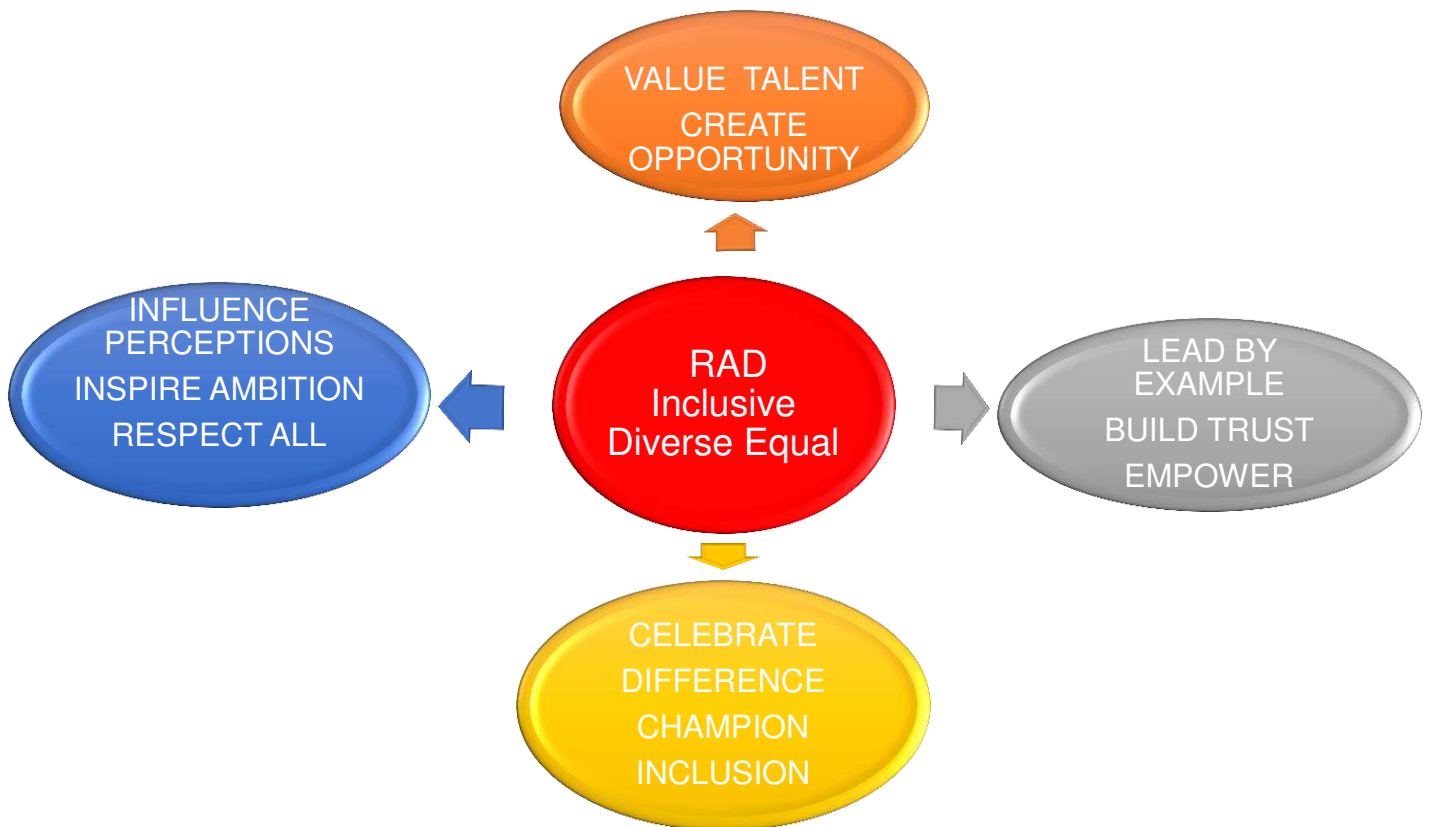 VALUE TALENT
CREATE
OPPORTUNITY
INFLUENCE
PERCEPTIONS
INSPIRE AMBITION
RESPECT ALL
RAD
Inclusive
Diverse Equal
LEAD BY
EXAMPLE
BUILD TRUST
EMPOWER
CELEBRATE
DIFFERENCE
CHAMPION
INCLUSION